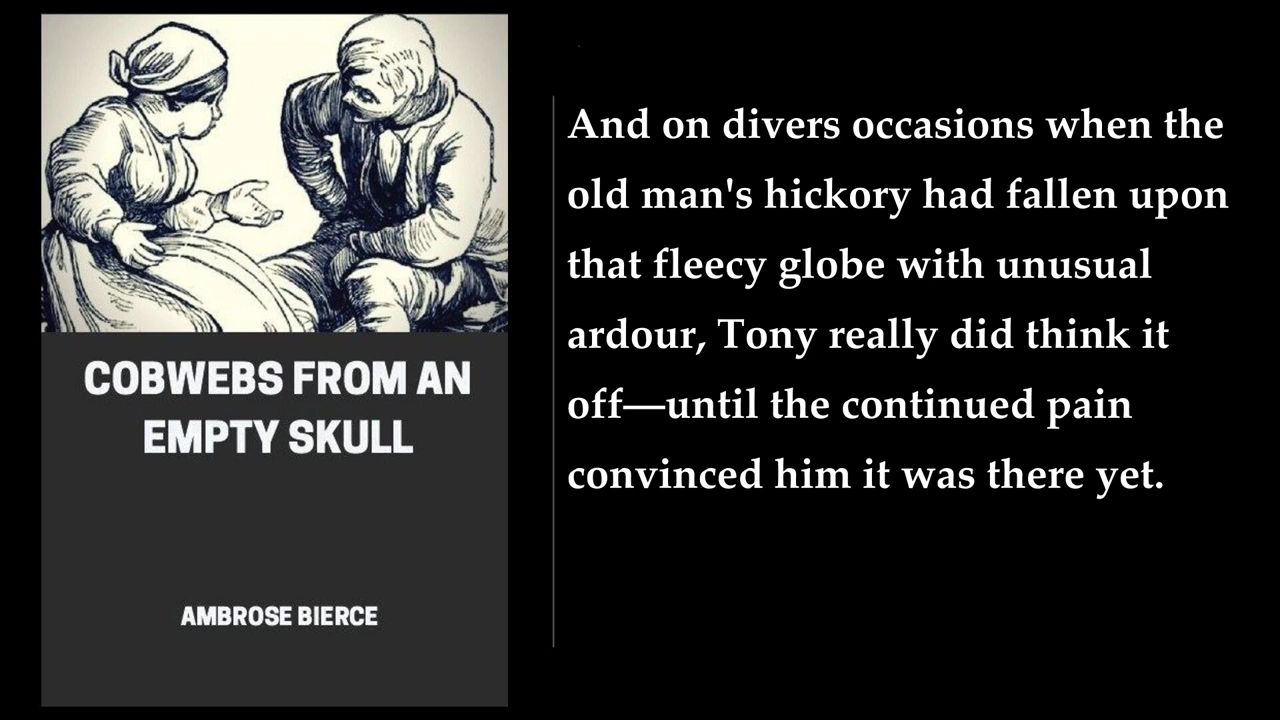 COBWEBS FROM AN
EMPTY SKULL
AMBROSE BIERCE
And on divers occasions when the
old man's hickory had fallen upon
that fleecy globe with unusual
ardour, Tony really did think it
off—until the continued pain
convinced him it was there yet.